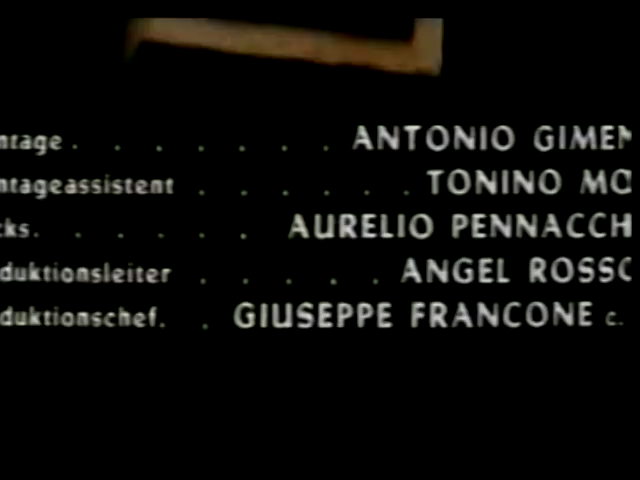 ntage . . . . . . . ANTONIO GIMEN
ntageassistent . . . . . . TONINO MO
cks. . . . . . AURELIO PENNACCH
duktionsleiter . . . . . ANGEL ROSSO
duktionschef. . GIUSEPPE FRANCONE c.